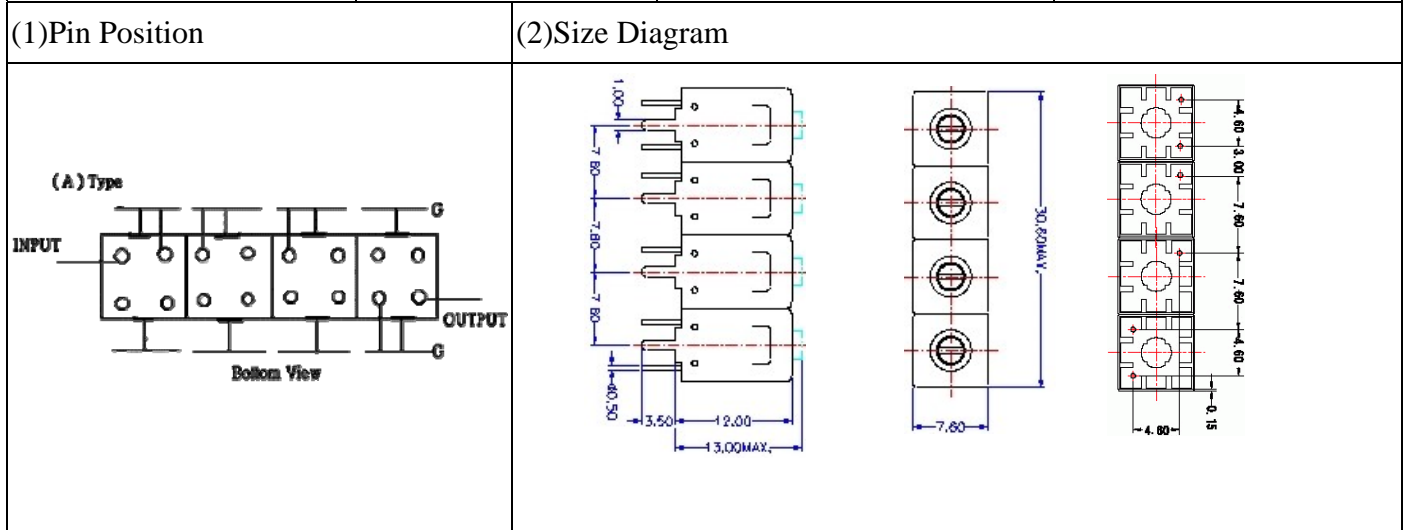 (1)Pin Position
(2)Size Diagram
(A)Type
G
INPUT
OUTPUT
G
Bottom View
1.00
7.60
7.60
7.60
Φ0.50
3.50
12.00
13.00MAX.
30.60MAX.
7.60
4.60
3.00
7.60
7.60
4.60
0.15
4.60